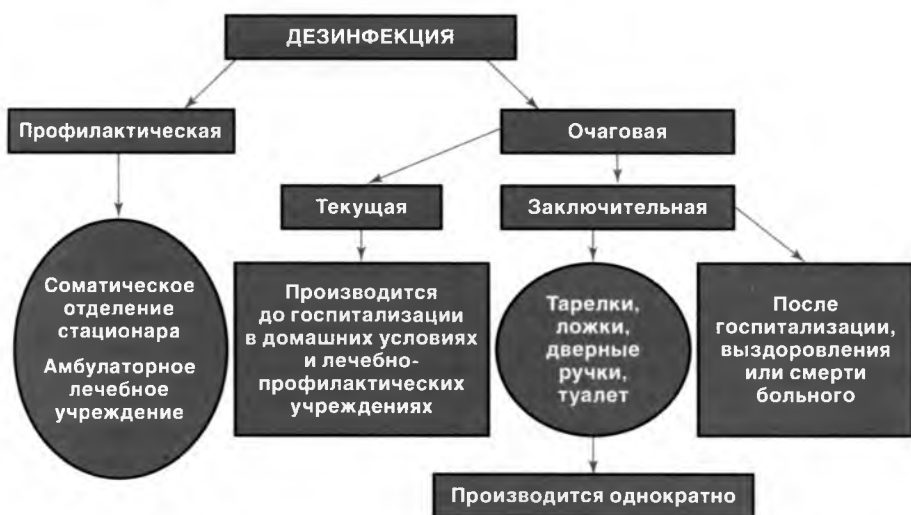 ДЕЗИНФЕКЦИЯ
Профилактическая
Очаговая
Текущая
Заключительная
Соматическое
отделение
стационара
Амбулаторное
лечебное
учреждение
Производится
до госпитализации
в домашних условиях
и лечебно-
профилактических
учреждениях
Тарелки,
ложки,
дверные
ручки,
туалет
После
госпитализации,
выздоровления
или смерти
больного
Производится однократно